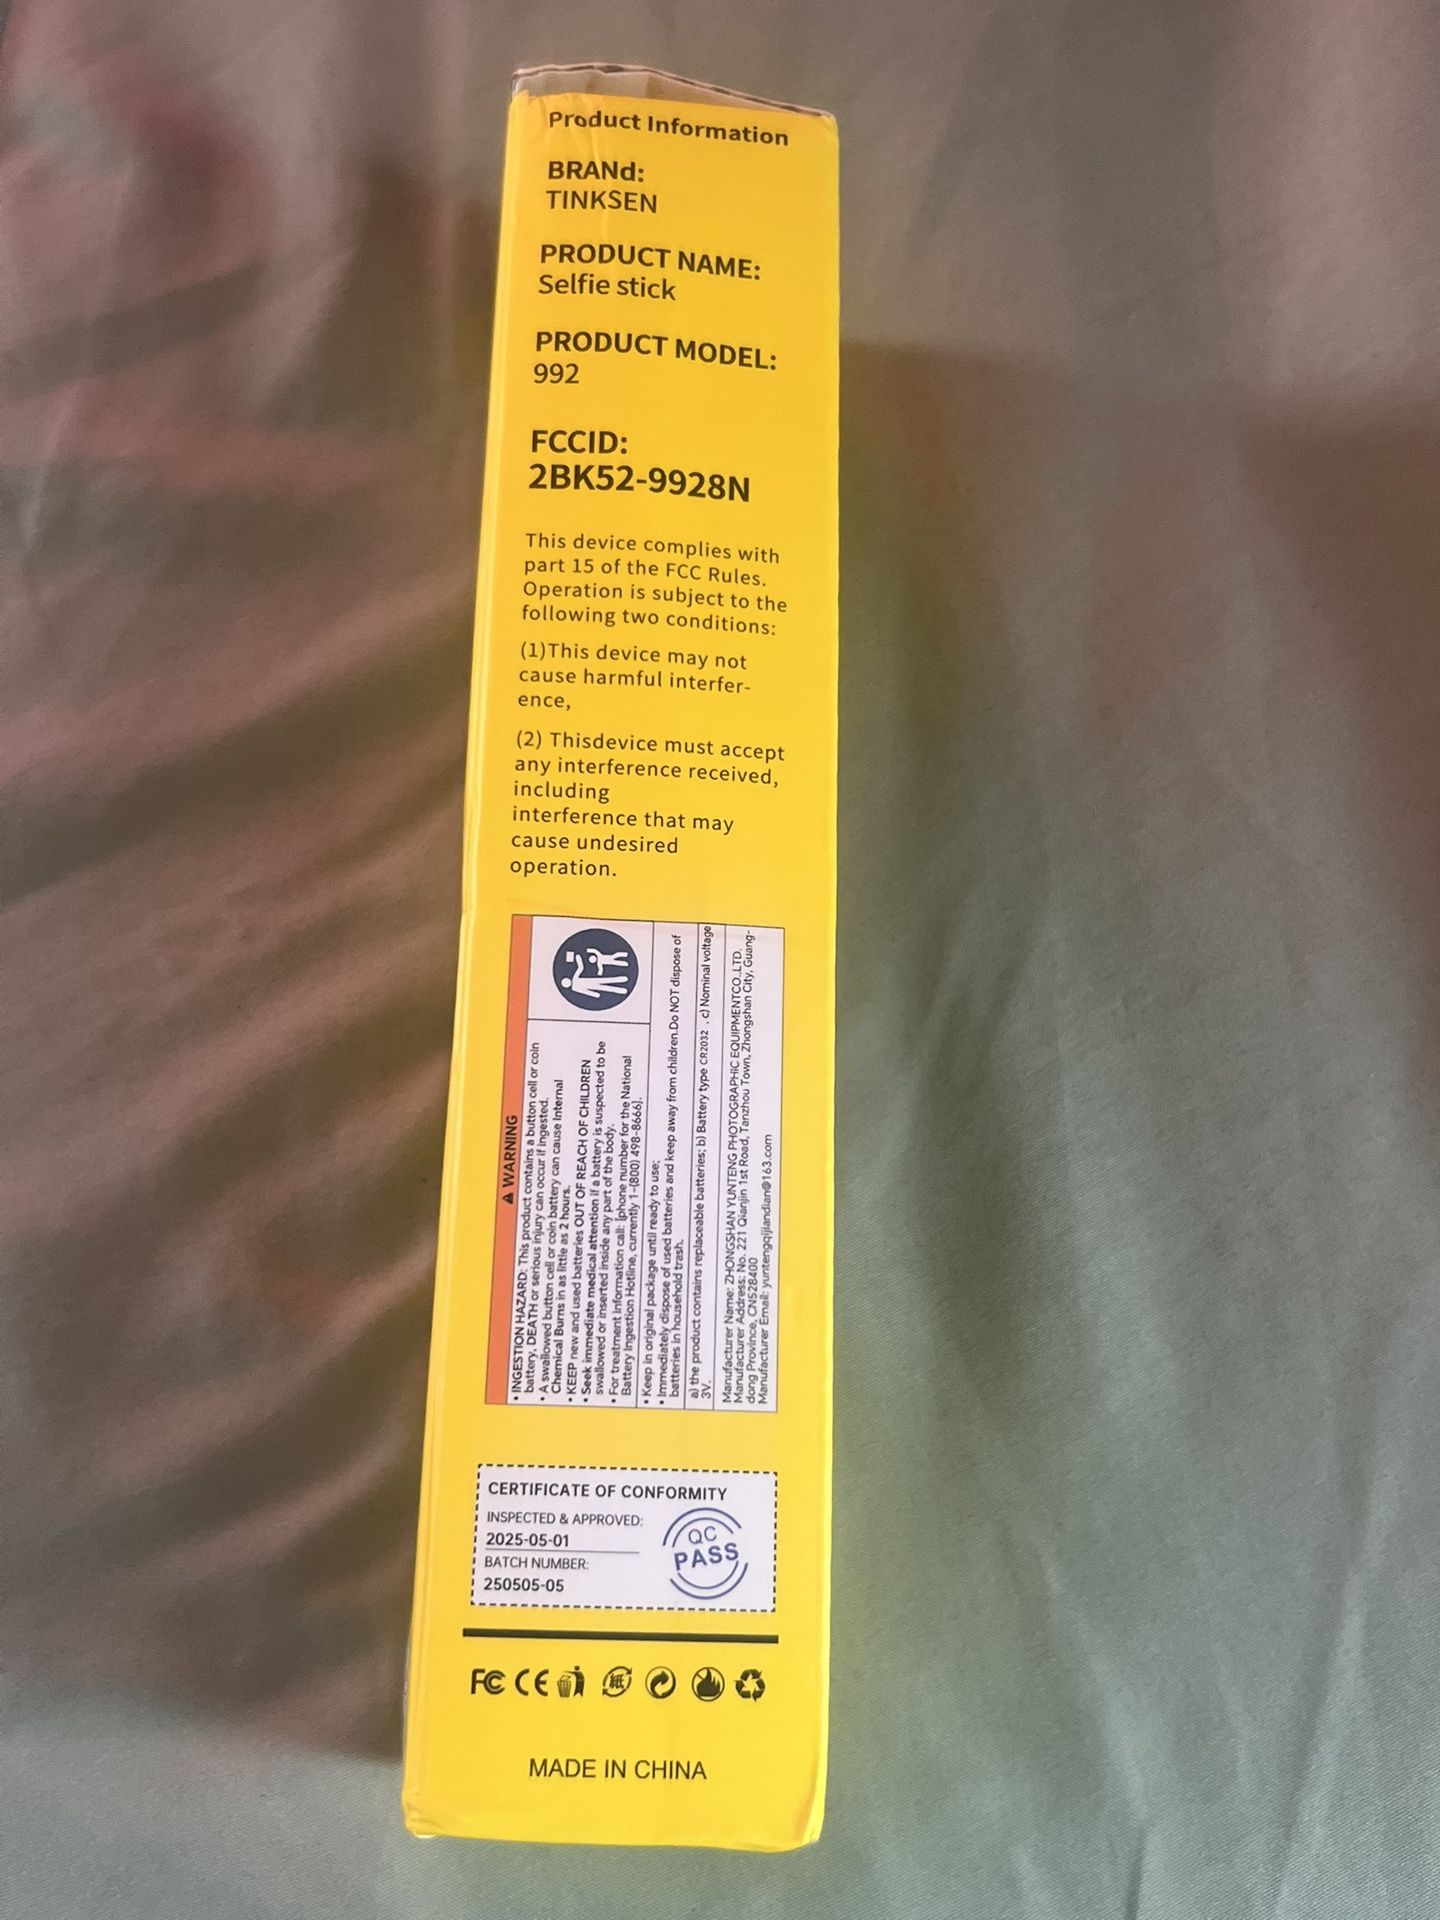 Product Information
BRANd:
TINKSEN
PRODUCT NAME:
Selfie stick
PRODUCT MODEL:
992
FCCID:
2BK52-9928N
This device complies with
part 15 of the FCC Rules.
Operation is subject to the
following two conditions:
(1)This device may not
cause harmful interfer-
ence,
(2) Thisdevice must accept
any interference received,
including
interference that may
cause undesired
operation.
WARNING
• INGESTION HAZARD: This product contains a button cell or coin
battery, DEATH or serious injury can occur if ingested.
• A swallowed button cell or coin battery can cause Internal
Chemical Burns in as little as 2 hours.
• KEEP new and used batteries OUT OF REACH OF CHILDREN
• Seek immediate medical attention if a battery is suspected to be
swallowed or inserted inside any part of the body.
• For treatment Information call: [phone number for the National
Battery Ingestion Hotline, currently 1-(800) 498-8666].
• Keep in original package until ready to use;
• Immediately dispose of used batteries and keep away from children.Do NOT dispose of
batteries in household trash.
a) the product contains replaceable batteries; b) Battery type CR2032 . c) Nominal voltage
3V.
Manufacturer Name: ZHONGSHAN YUNTENG PHOTOGRAPHIC EQUIPMENTCO.,LTD.
Manufacturer Address: No. 221 Qianjin 1st Road, Tanzhou Town, Zhongshan City, Guang-
dong Province, CN528400
Manufacturer Email: yuntengqijiandian@163.com
CERTIFICATE OF CONFORMITY
INSPECTED & APPROVED:
2025-05-01
BATCH NUMBER:
250505-05
QC
PASS
FC CE 纸
MADE IN CHINA